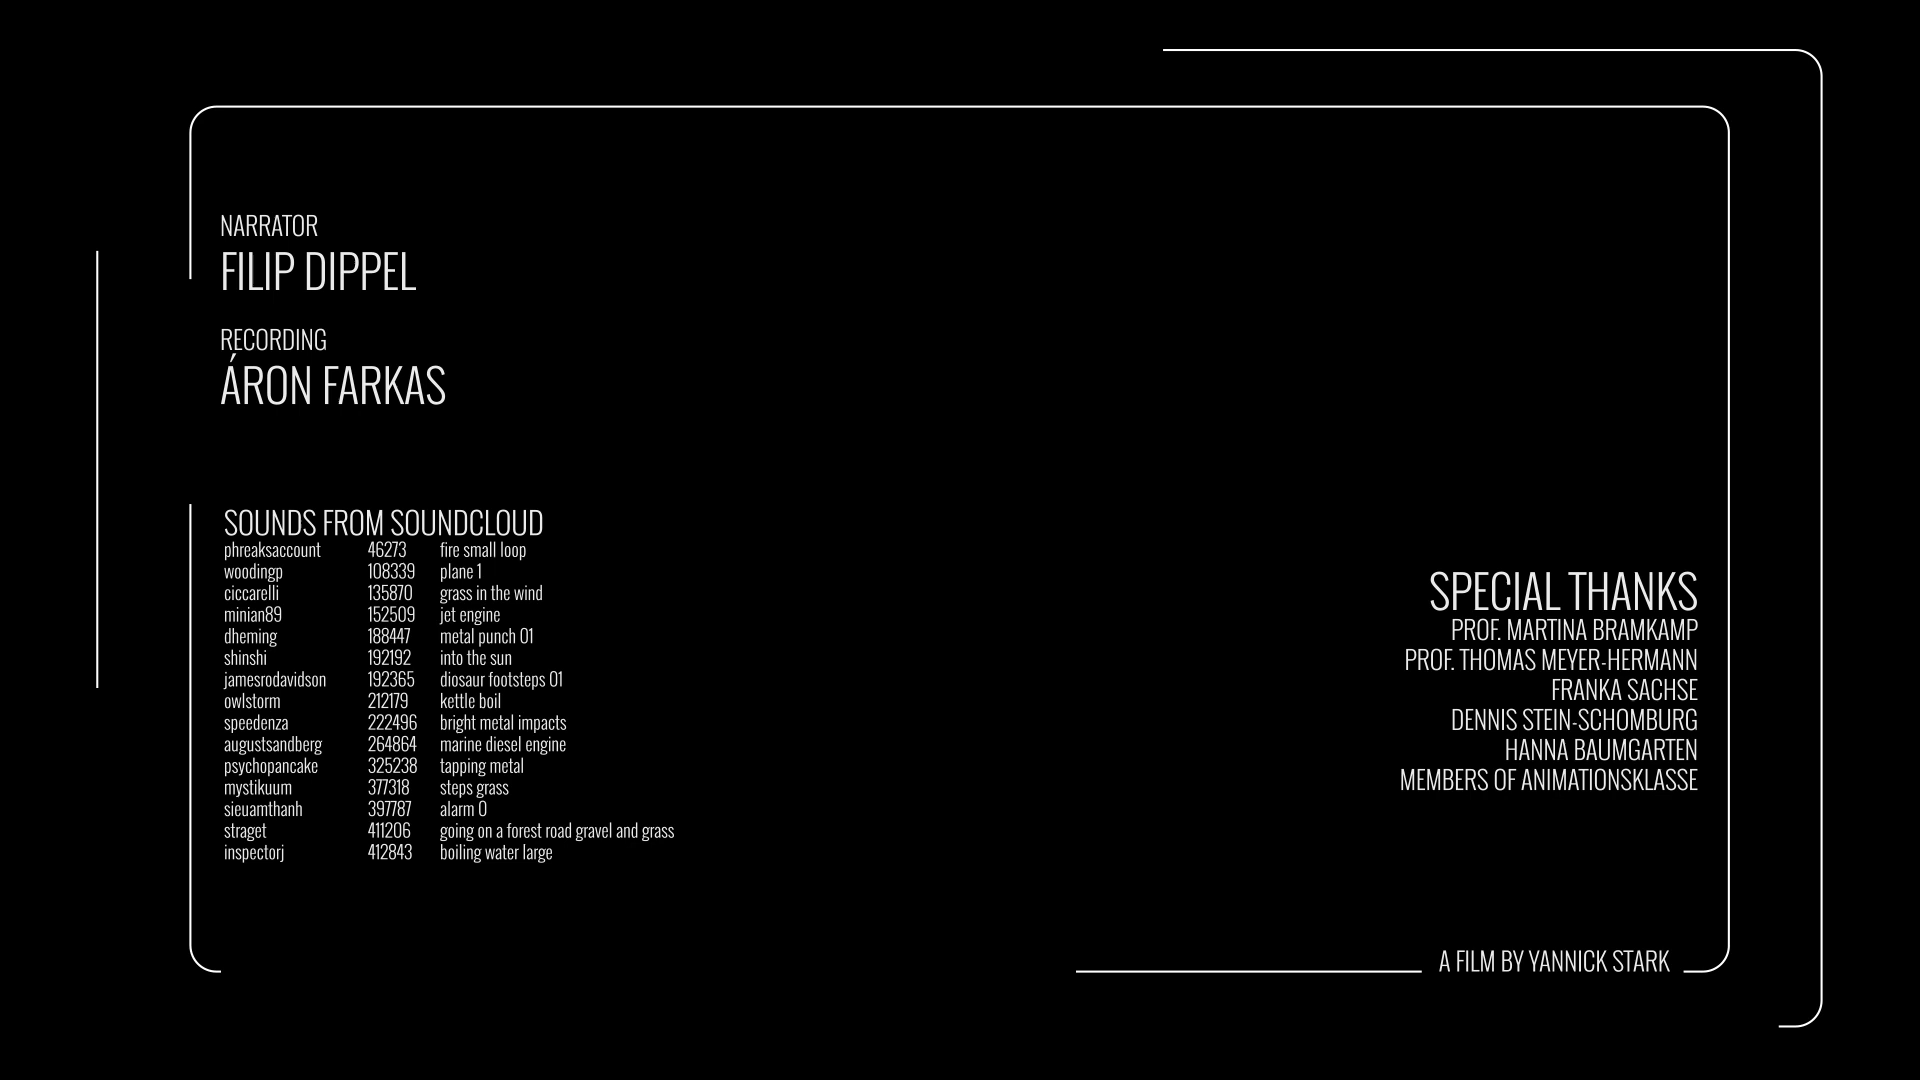 NARRATOR
FILIP DIPPEL
RECORDING
ÁRON FARKAS
SOUNDS FROM SOUNDCLOUD
phreaksaccount 46273 fire small loop
woodingp 108339 plane 1
ciccarelli 135870 grass in the wind
minian89 152509 jet engine
dheming 188447 metal punch 01
shinshi 192192 into the sun
jamesrodavidson 192365 diosaur footsteps 01
owlstorm 212179 kettle boil
speedenza 222496 bright metal impacts
augustsandberg 264864 marine diesel engine
psychopancake 325238 tapping metal
mystikuum 377318 steps grass
sieuamthanh 397787 alarm 0
straget 411206 going on a forest road gravel and grass
inspectorj 412843 boiling water large
SPECIAL THANKS
PROF. MARTINA BRAMKAMP
PROF. THOMAS MEYER-HERMANN
FRANKA SACHSE
DENNIS STEIN-SCHOMBURG
HANNA BAUMGARTEN
MEMBERS OF ANIMATIONSKLASSE
A FILM BY YANNICK STARK